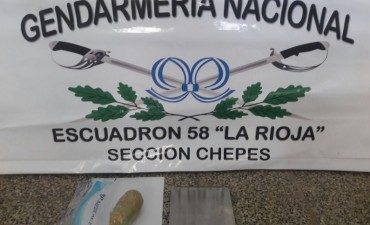 GENDARMERIA NACIONAL
ESCUADRON 58 "LA RIOJA"
SECCION CHEPES